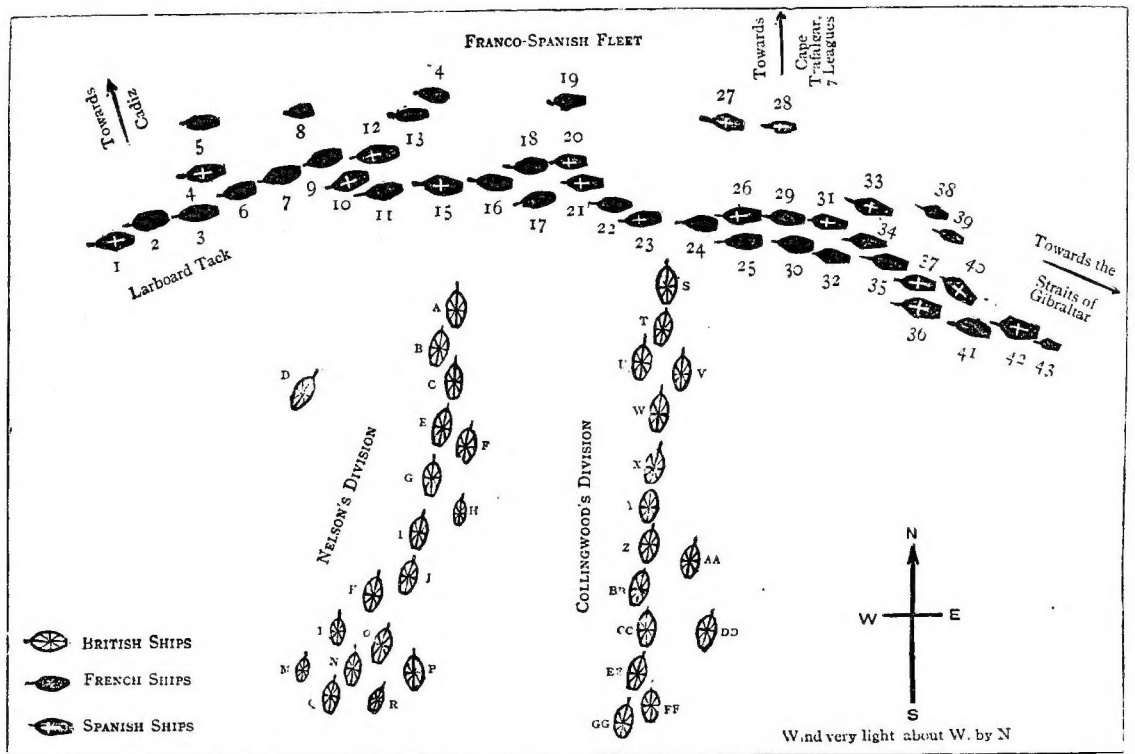 FRANCO-SPANISH FLEET
Towards
Cadiz
Towards
Cape
Trafalgar,
7 Leagues
4
19
27
28
5
8
12
13
18
20
4
9
26
29
31
33
38
39
6
7
10
11
15
16
17
21
22
23
24
34
1
2
3
25
30
32
35
37
40
36
41
42
43
Larboard Tack
Towards the
Straits of
Gibraltar
A
B
C
D
E
F
G
H
I
J
S
T
U
V
W
X
Z
AA
CC
DD
FF
GG
N
O
P
R
NELSON'S DIVISION
COLLINGWOOD'S DIVISION
BRITISH SHIPS
FRENCH SHIPS
SPANISH SHIPS
N
W E
S
Wind very light about W. by N